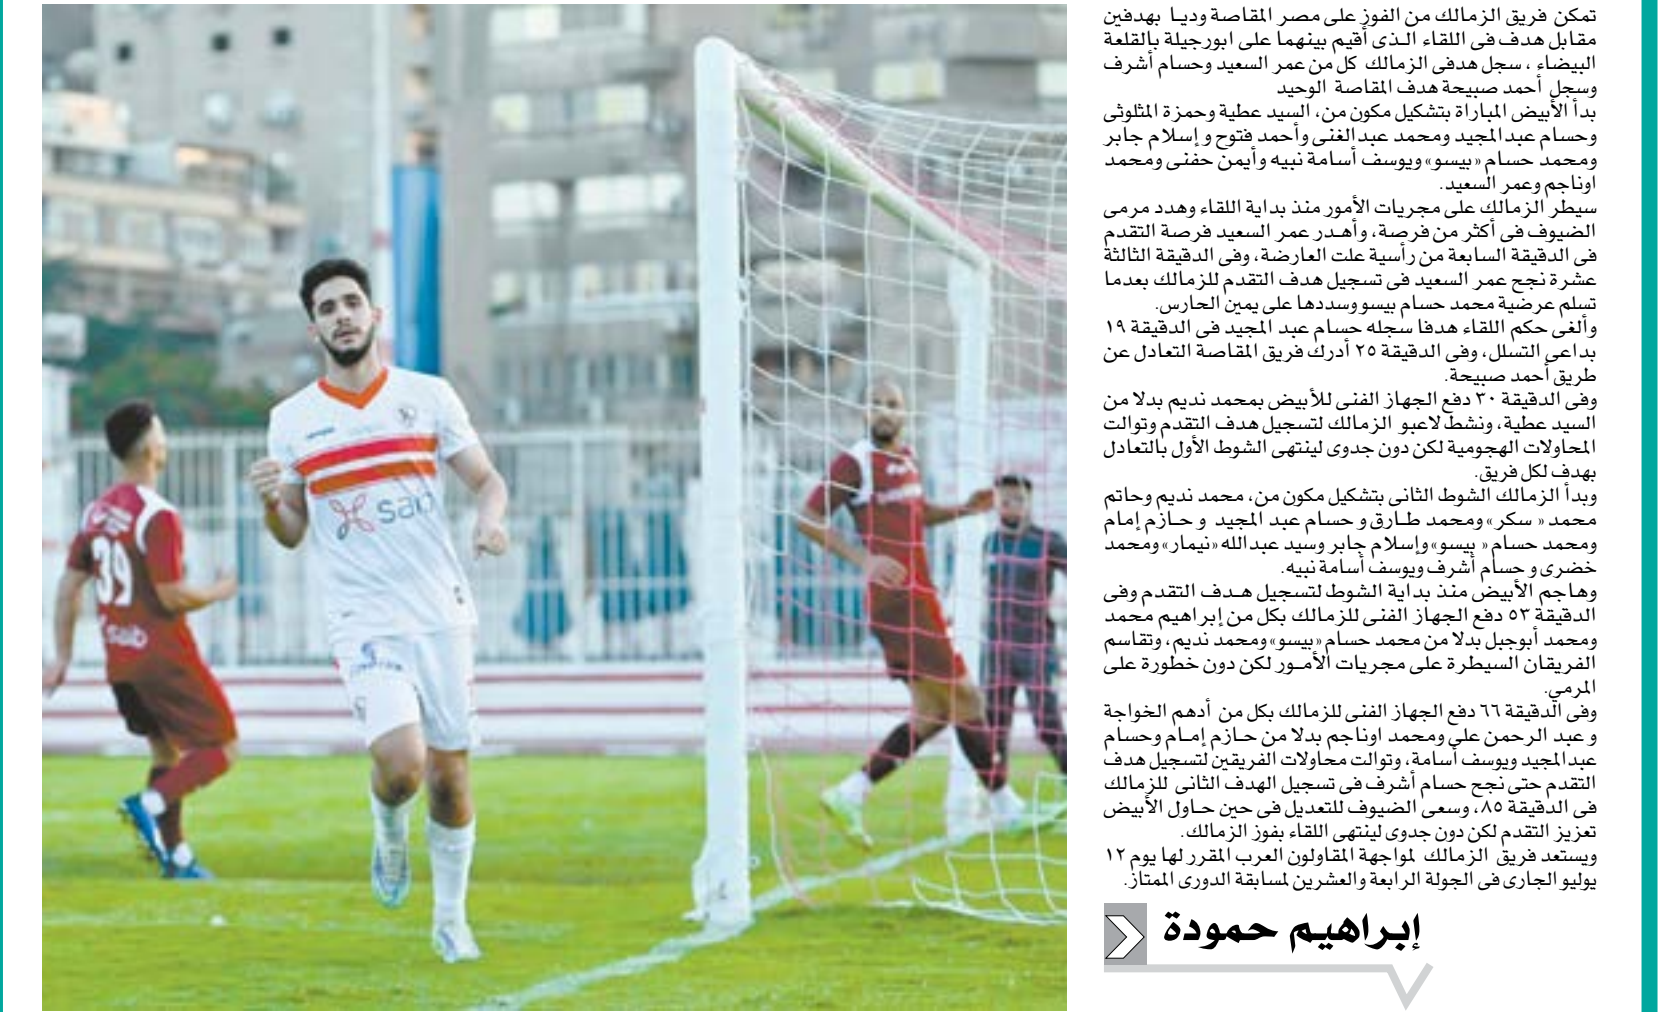 تمكن فريق الزمالك من الفوز على مصر المقاصة وديا بهدفين
مقابل هدف فى اللقاء الذى أقيم بينهما على ابورجيلة بالقلعة
البيضاء ، سجل هدفى الزمالك كل من عمر السعيد وحسام أشرف
وسجل أحمد صبيحة هدف المقاصة الوحيد
بدأ الأبيض المباراة بتشكيل مكون من، السيد عطية وحمزة المثلوثى
وحسام عبد المجيد ومحمد عبد الغنى وأحمد فتوح وإسلام جابر
ومحمد حسام «بيسو» ويوسف أسامة نبيه وأيمن حفنى ومحمد
اوناجم وعمر السعيد.
سيطر الزمالك على مجريات الأمور منذ بداية اللقاء وهدد مرمى
الضيوف فى أكثر من فرصة، وأهدر عمر السعيد فرصة التقدم
فى الدقيقة السابعة من رأسية علت العارضة، وفى الدقيقة الثالثة
عشرة نجح عمر السعيد فى تسجيل هدف التقدم للزمالك بعدما
تسلم عرضية محمد حسام بيسو وسددها على يمين الحارس.
وألغى حكم اللقاء هدفا سجله حسام عبد المجيد فى الدقيقة ١٩
بداعى التسلل، وفى الدقيقة ٢٥ أدرك فريق المقاصة التعادل عن
طريق أحمد صبيحة.
وفى الدقيقة ٣٠ دفع الجهاز الفنى للأبيض بمحمد نديم بدلا من
السيد عطية، ونشط لاعبو الزمالك لتسجيل هدف التقدم وتوالت
المحاولات الهجومية لكن دون جدوى لينتهى الشوط الأول بالتعادل
بهدف لكل فريق.
وبدأ الزمالك الشوط الثانى بتشكيل مكون من، محمد نديم وحاتم
محمد « سكر» ومحمد طارق و حسام عبد المجيد و حازم إمام
ومحمد حسام « بيسو» وإسلام جابر وسيد عبدالله «نيمار» ومحمد
خضرى و حسام أشرف ويوسف أسامة نبيه.
وهاجم الأبيض منذ بداية الشوط لتسجيل هدف التقدم وفى
الدقيقة ٥٣ دفع الجهاز الفنى للزمالك بكل من إبراهيم محمد
ومحمد أبوجبل بدلا من محمد حسام «بيسو» ومحمد نديم، وتقاسم
الفريقان السيطرة على مجريات الأمور لكن دون خطورة على
المرمي.
وفى الدقيقة ٦٦ دفع الجهاز الفنى للزمالك بكل من أدهم الخواجة
و عبد الرحمن على ومحمد اوناجم بدلا من حازم إمام وحسام
عبدالمجيد ويوسف أسامة، وتوالت محاولات الفريقين لتسجيل هدف
التقدم حتى نجح حسام أشرف فى تسجيل الهدف الثانى للزمالك
فى الدقيقة ٨٥، وسعى الضيوف للتعديل فى حين حاول الأبيض
تعزيز التقدم لكن دون جدوى لينتهى اللقاء بفوز الزمالك.
ويستعد فريق الزمالك لمواجهة المقاولون العرب المقرر لها يوم ١٢
يوليو الجارى فى الجولة الرابعة والعشرين لمسابقة الدورى الممتاز.
إبراهيم حمودة
39
sab
sab